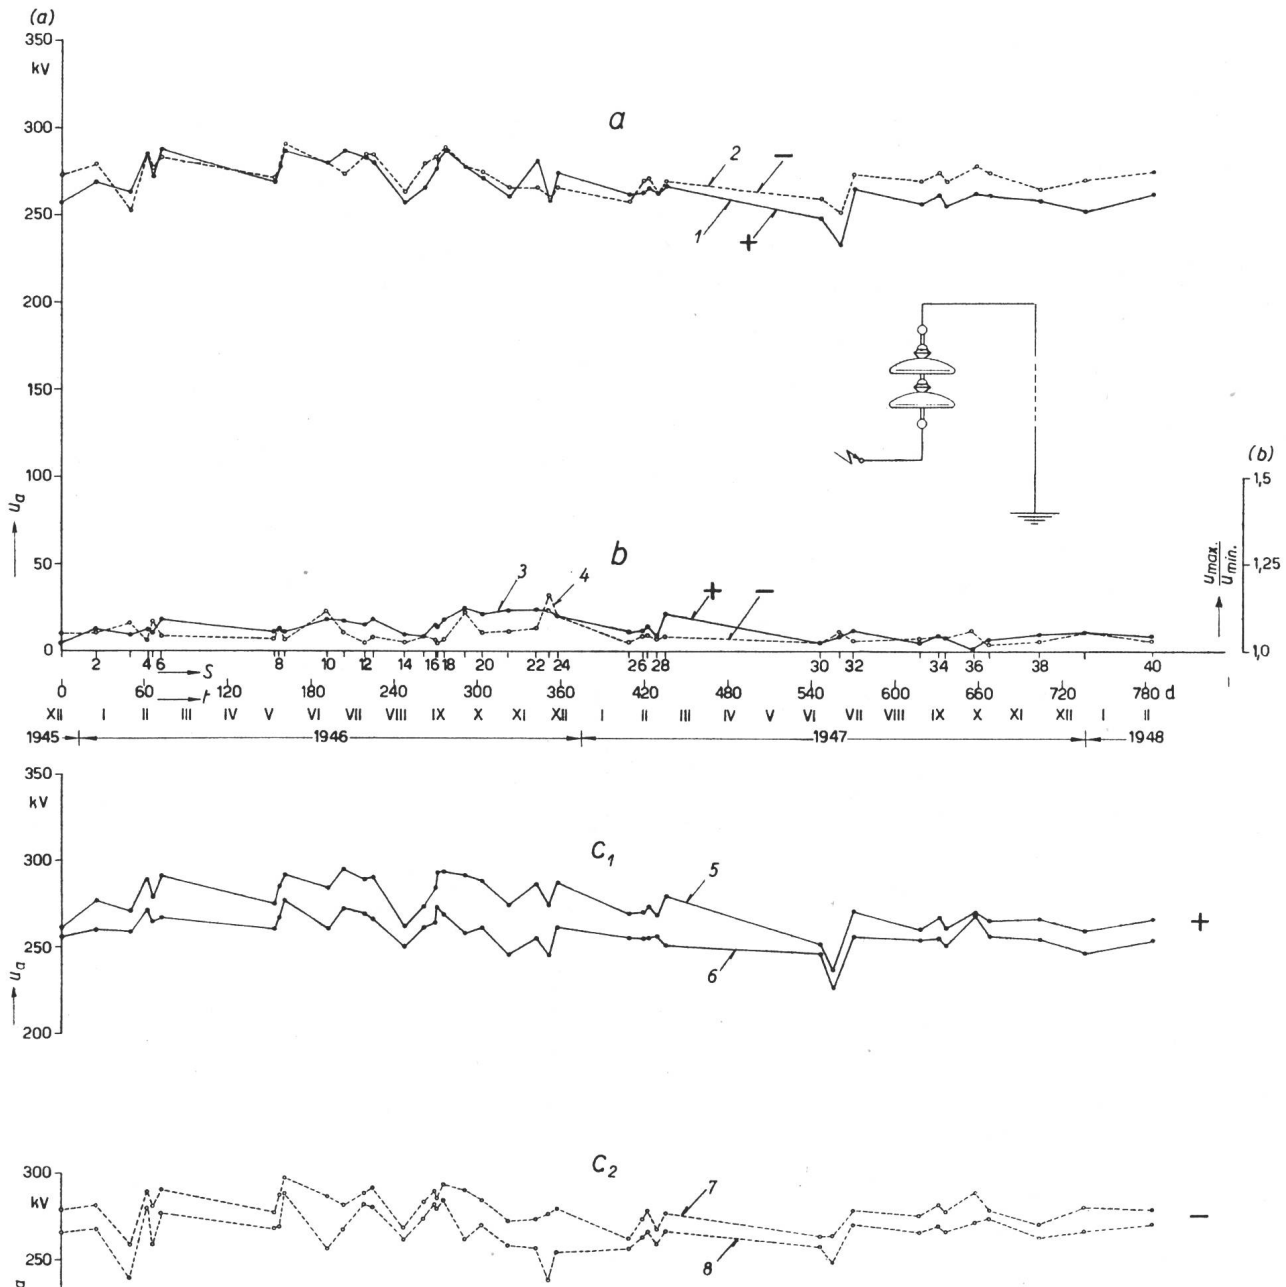 (a)
350
kV
300
a
2
−
250
1
+
200
150
100
(b)
1,5
u_a
50
b
3
4
+
−
1,25
u_max.
u_min.
0
1,0
2 4 6 8 10 12 14 16 18 20 22 24 26 28 30 32 34 36 38 40
s
0 60 120 180 240 300 360 420 480 540 600 660 720 780 d
t
XII I II III IV V VI VII VIII IX X XI XII I II III IV V VI VII VIII IX X XI XII I II
1945 1946 1947 1948
350
kV
300
C₁
5
+
250
6
u_a
200
C₂
300
kV
7
−
250
8
a